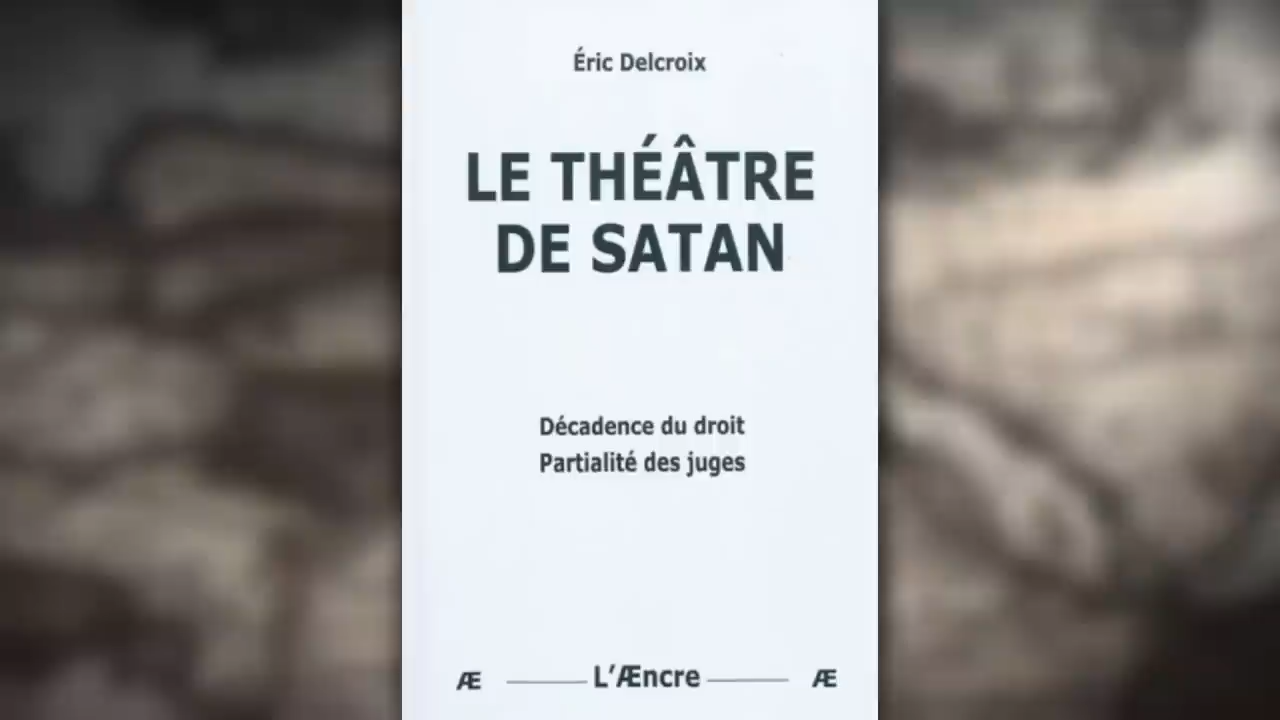 Éric Delcroix
LE THÉÂTRE
DE SATAN
Décadence du droit
Partialité des juges
Æ L’Æncre Æ